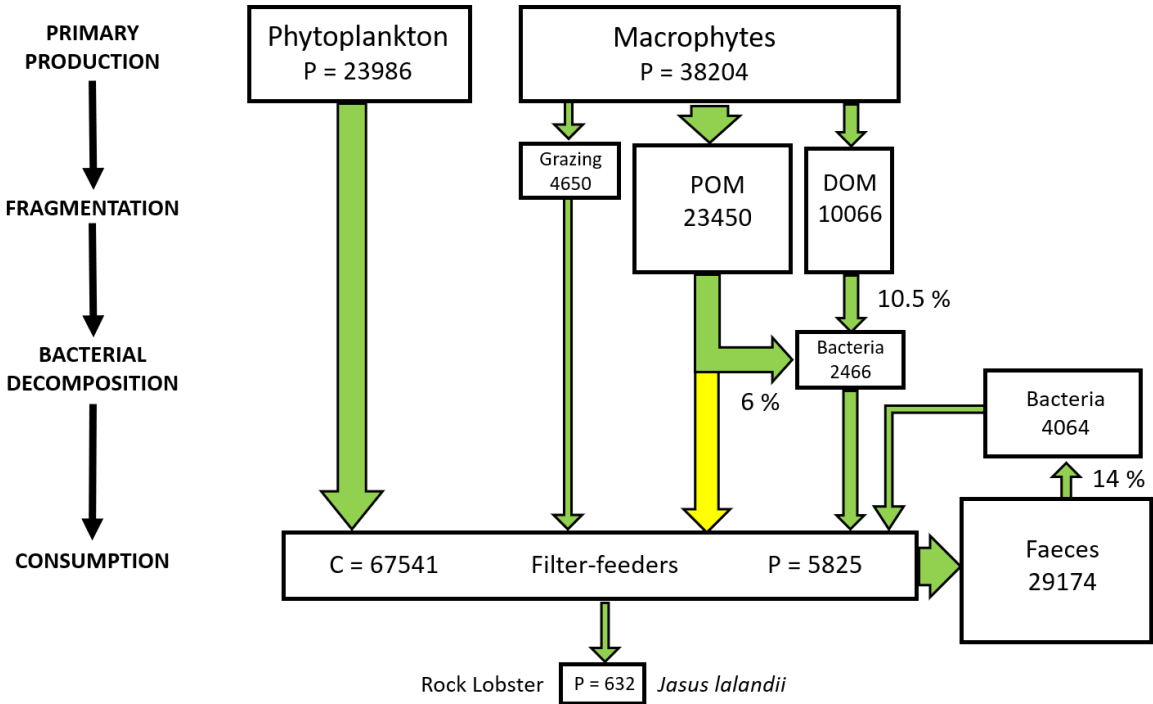 PRIMARY
PRODUCTION
FRAGMENTATION
BACTERIAL
DECOMPOSITION
CONSUMPTION
Phytoplankton
P = 23986
Macrophytes
P = 38204
Grazing
4650
POM
23450
DOM
10066
10.5 %
Bacteria
2466
6 %
Bacteria
4064
14 %
Faeces
29174
C = 67541 Filter-feeders P = 5825
Rock Lobster P = 632 Jasus lalandii